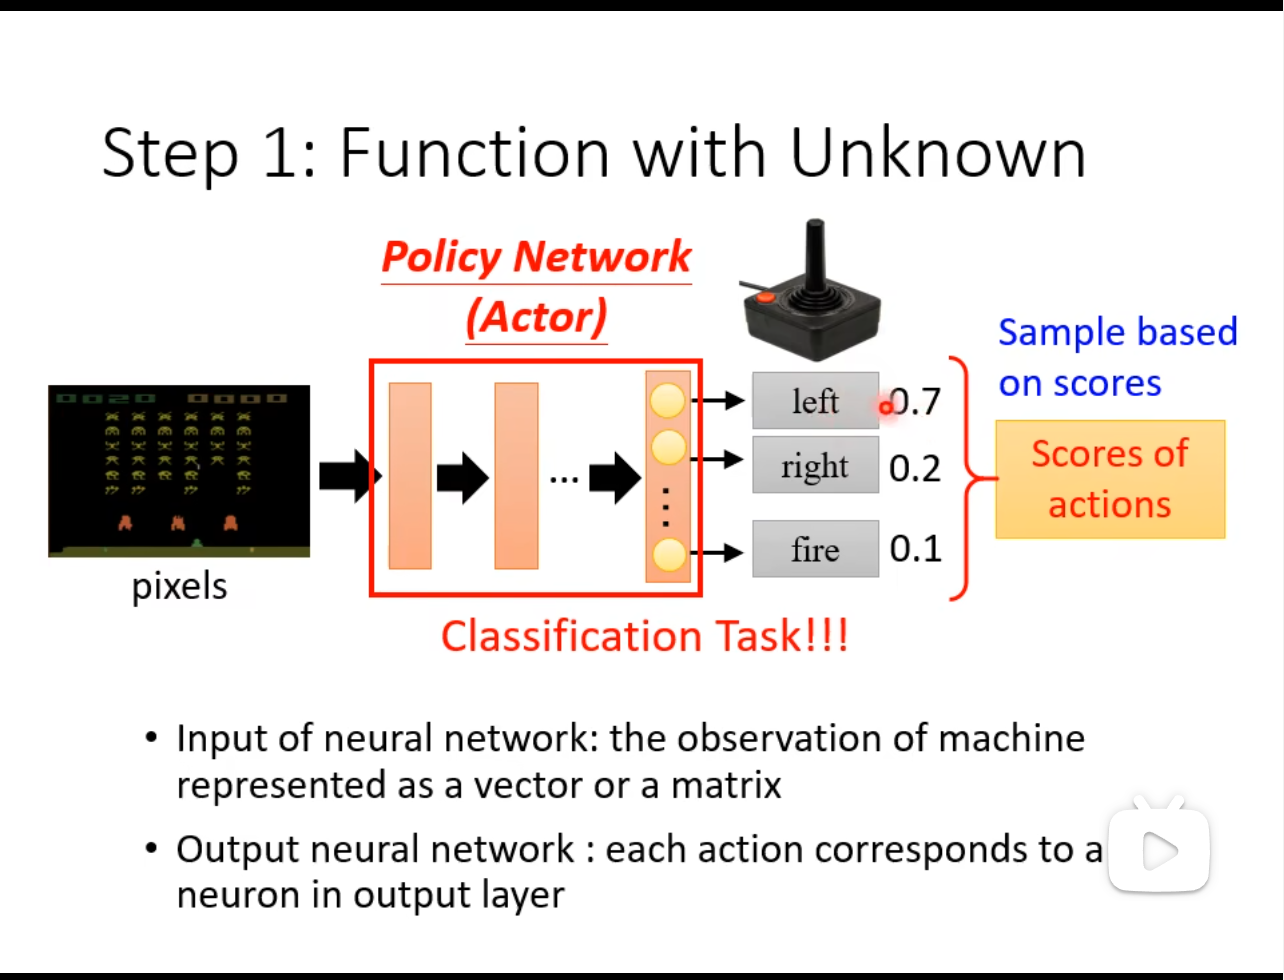 Step 1: Function with Unknown
Policy Network
(Actor)
Sample based
on scores
left 0.7
right 0.2
fire 0.1
Scores of
actions
...
pixels
Classification Task!!!
• Input of neural network: the observation of machine
represented as a vector or a matrix
• Output neural network : each action corresponds to a
neuron in output layer